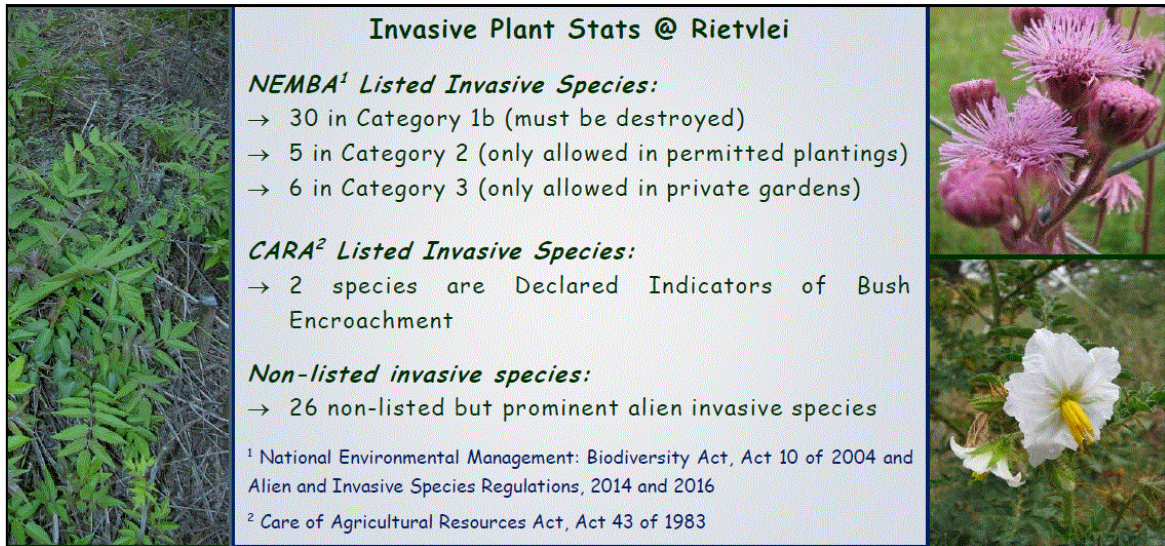 Invasive Plant Stats @ Rietvlei
NEMBA¹ Listed Invasive Species:
→ 30 in Category 1b (must be destroyed)
→ 5 in Category 2 (only allowed in permitted plantings)
→ 6 in Category 3 (only allowed in private gardens)
CARA² Listed Invasive Species:
→ 2 species are Declared Indicators of Bush
Encroachment
Non-listed invasive species:
→ 26 non-listed but prominent alien invasive species
¹ National Environmental Management: Biodiversity Act, Act 10 of 2004 and
Alien and Invasive Species Regulations, 2014 and 2016
² Care of Agricultural Resources Act, Act 43 of 1983